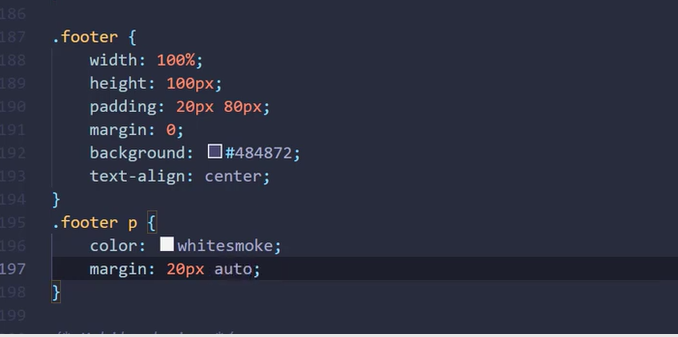 186
187 .footer {
188 width: 100%;
189 height: 100px;
190 padding: 20px 80px;
191 margin: 0;
192 background: #484872;
193 text-align: center;
194 }
195 .footer p {
196 color: whitesmoke;
197 margin: 20px auto;
198 }
199